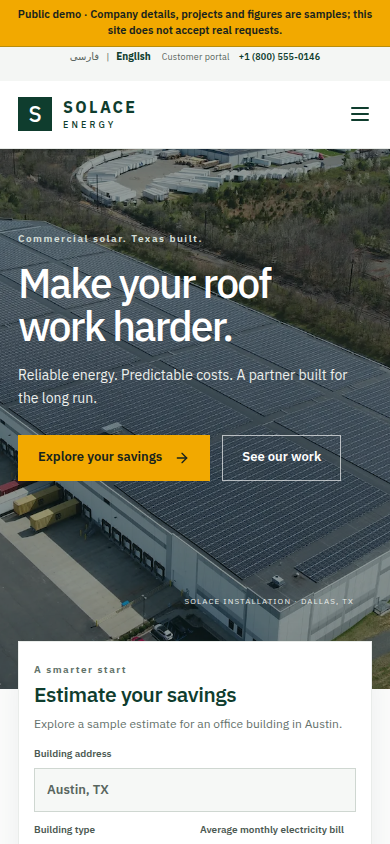 Public demo · Company details, projects and figures are samples; this
site does not accept real requests.
فارسی | English Customer portal +1 (800) 555-0146
S SOLACE
ENERGY
Commercial solar. Texas built.
Make your roof
work harder.
Reliable energy. Predictable costs. A partner built for
the long run.
Explore your savings → See our work
SOLACE INSTALLATION · DALLAS, TX
A smarter start
Estimate your savings
Explore a sample estimate for an office building in Austin.
Building address
Austin, TX
Building type Average monthly electricity bill